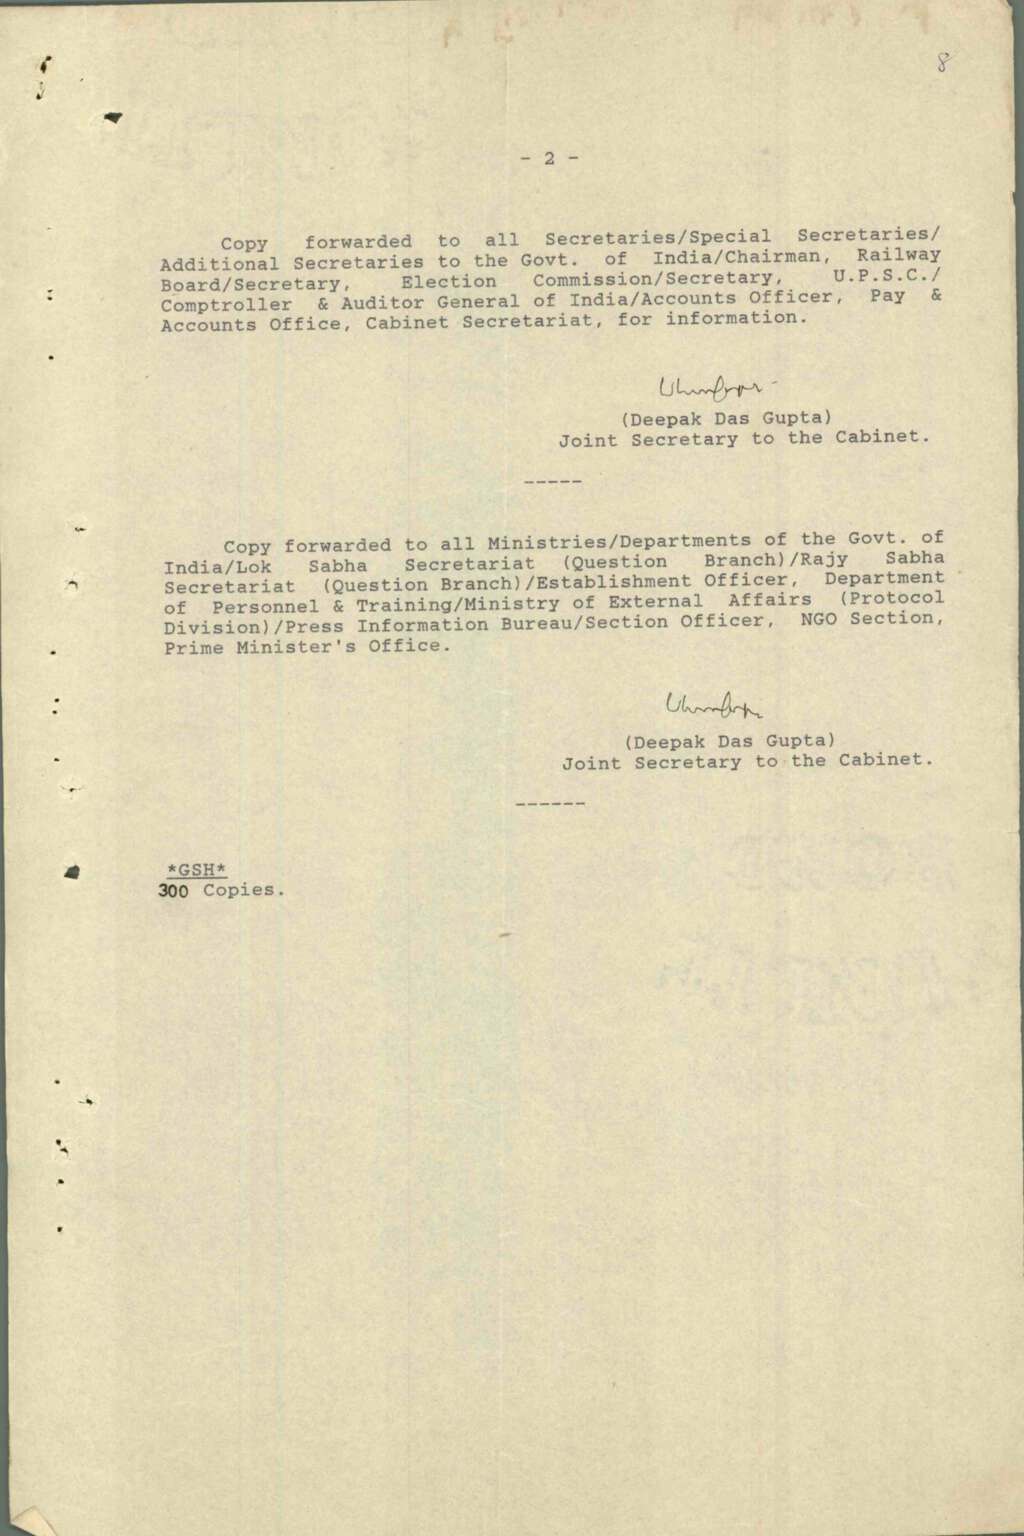 8
- 2 -
Copy forwarded to all Secretaries/Special Secretaries/
Additional Secretaries to the Govt. of India/Chairman, Railway
Board/Secretary, Election Commission/Secretary, U.P.S.C./
Comptroller & Auditor General of India/Accounts Officer, Pay &
Accounts Office, Cabinet Secretariat, for information.
(Deepak Das Gupta)
Joint Secretary to the Cabinet.
-----
Copy forwarded to all Ministries/Departments of the Govt. of
India/Lok Sabha Secretariat (Question Branch)/Rajy Sabha
Secretariat (Question Branch)/Establishment Officer, Department
of Personnel & Training/Ministry of External Affairs (Protocol
Division)/Press Information Bureau/Section Officer, NGO Section,
Prime Minister's Office.
(Deepak Das Gupta)
Joint Secretary to the Cabinet.
------
*GSH*
300 Copies.